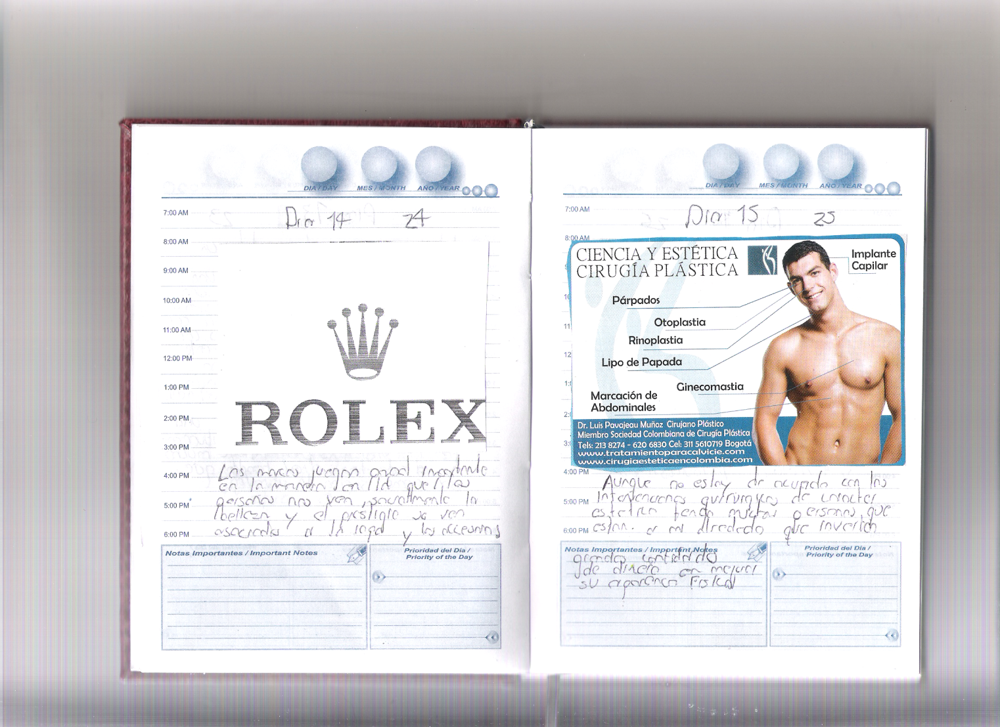 DIA / DAY MES / MONTH AÑO / YEAR
7:00 AM
Dia 14 24
8:00 AM
9:00 AM
10:00 AM
11:00 AM
12:00 PM
1:00 PM
2:00 PM
3:00 PM
4:00 PM
5:00 PM
6:00 PM
ROLEX
Las marcas juegan papel importante
en la manera en la que las
personas nos ven, socialmente la
belleza y el prestigio se ven
asociados a la ropa y los accesorios
Notas Importantes / Important Notes
Prioridad del Dia /
Priority of the Day
DIA / DAY MES / MONTH AÑO / YEAR
7:00 AM
Dia 15 25
8:00 AM
CIENCIA Y ESTÉTICA
CIRUGÍA PLÁSTICA
Implante
Capilar
Párpados
Otoplastia
Rinoplastia
Lipo de Papada
Ginecomastia
Marcación de
Abdominales
Dr. Luis Pavajeau Muñoz Cirujano Plástico
Miembro Sociedad Colombiana de Cirugía Plástica
Tels: 213 8274 - 620 6830 Cel: 311 5610719 Bogotá
www.tratamientoparacalvicie.com
www.cirugiaesteticaencolombia.com
4:00 PM
5:00 PM
6:00 PM
Aunque no estoy de acuerdo con las
intervenciones quirurgicas de caracter
tengo muchas personas que
estan a mi alrededo que invierten
grandes cantidades
de dinero en mejorar
su apariencia Fisica
Notas Importantes / Important Notes
Prioridad del Dia /
Priority of the Day